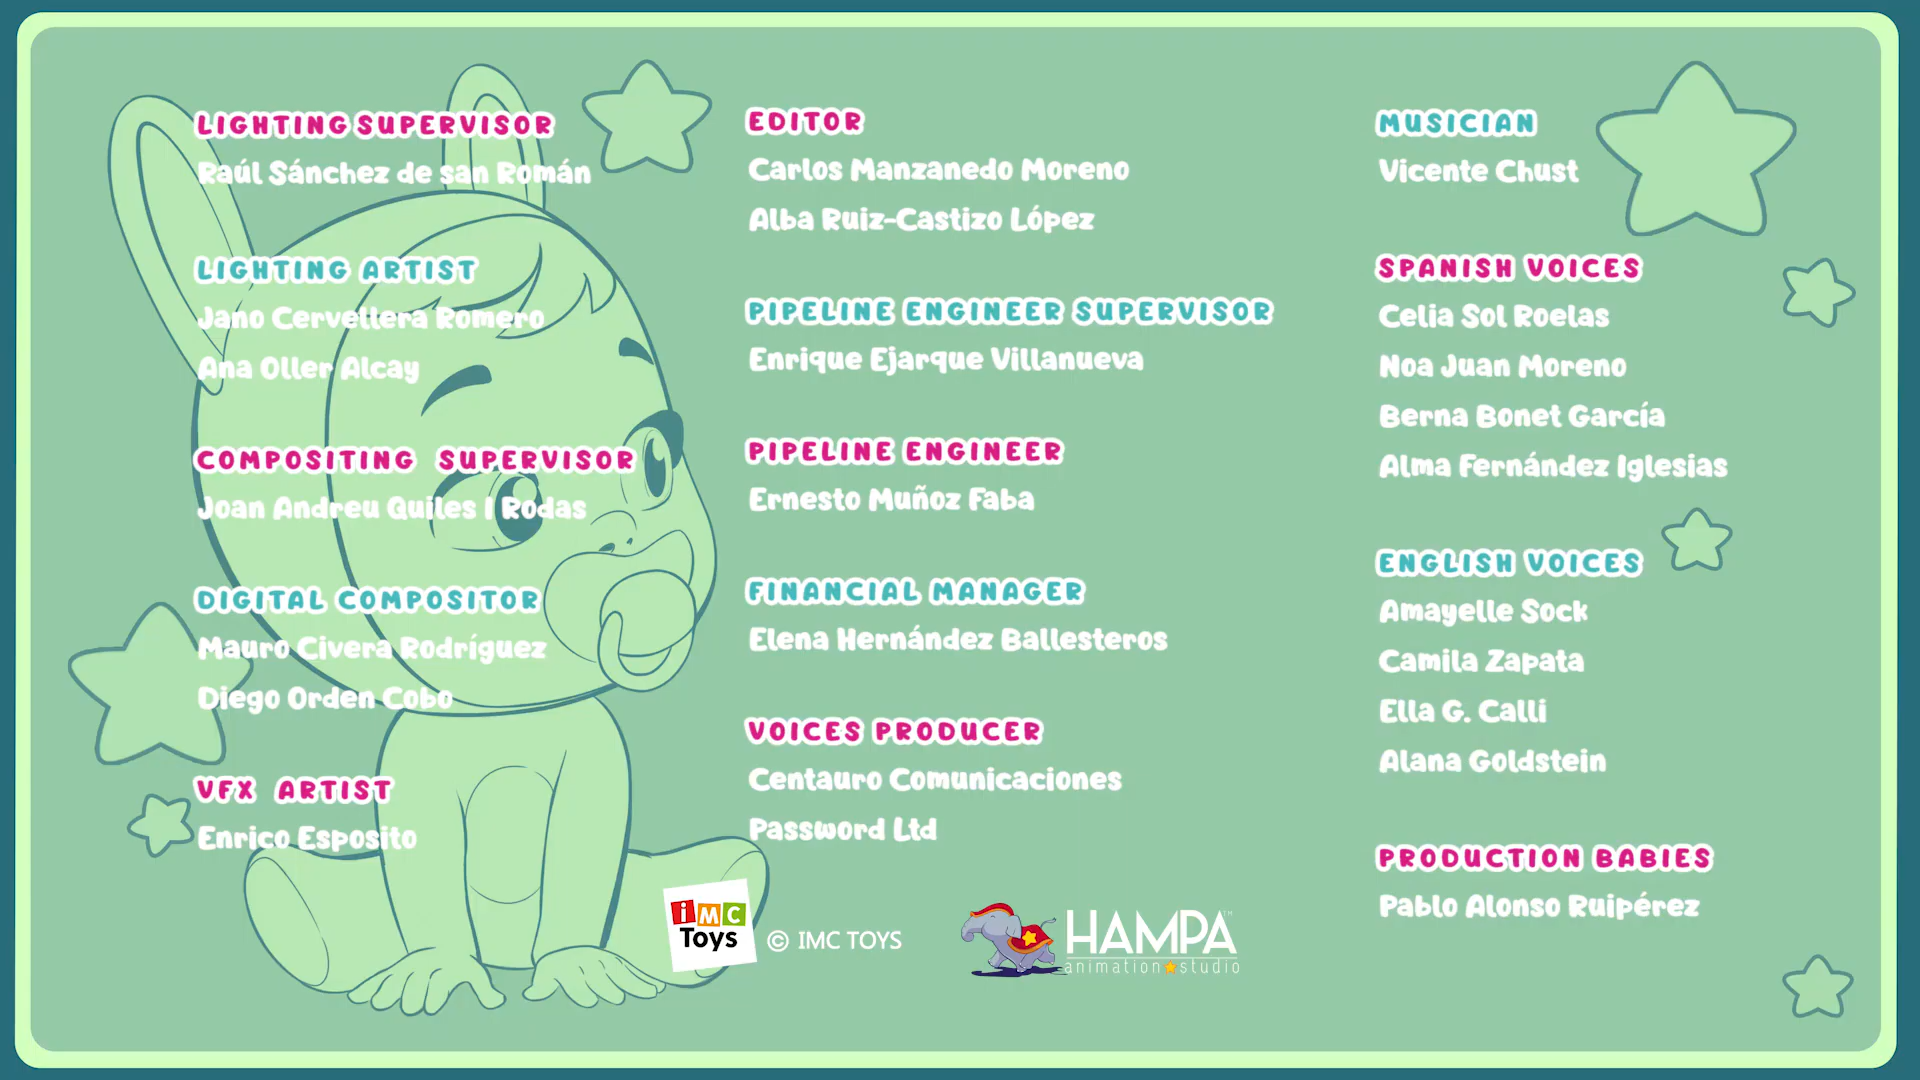 LIGHTING SUPERVISOR
Raúl Sánchez de san Román
LIGHTING ARTIST
Jano Cervellera Romero
Ana Oller Alcay
COMPOSITING SUPERVISOR
Joan Andreu Quiles I Rodas
DIGITAL COMPOSITOR
Mauro Civera Rodríguez
Diego Orden Cobo
VFX ARTIST
Enrico Esposito
EDITOR
Carlos Manzanedo Moreno
Alba Ruiz-Castizo López
PIPELINE ENGINEER SUPERVISOR
Enrique Ejarque Villanueva
PIPELINE ENGINEER
Ernesto Muñoz Faba
FINANCIAL MANAGER
Elena Hernández Ballesteros
VOICES PRODUCER
Centauro Comunicaciones
Password Ltd
MUSICIAN
Vicente Chust
SPANISH VOICES
Celia Sol Roelas
Noa Juan Moreno
Berna Bonet García
Alma Fernández Iglesias
ENGLISH VOICES
Amayelle Sock
Camila Zapata
Ella G. Calli
Alana Goldstein
PRODUCTION BABIES
Pablo Alonso Ruipérez
iMC
Toys
© IMC TOYS
HAMPA™
animation studio